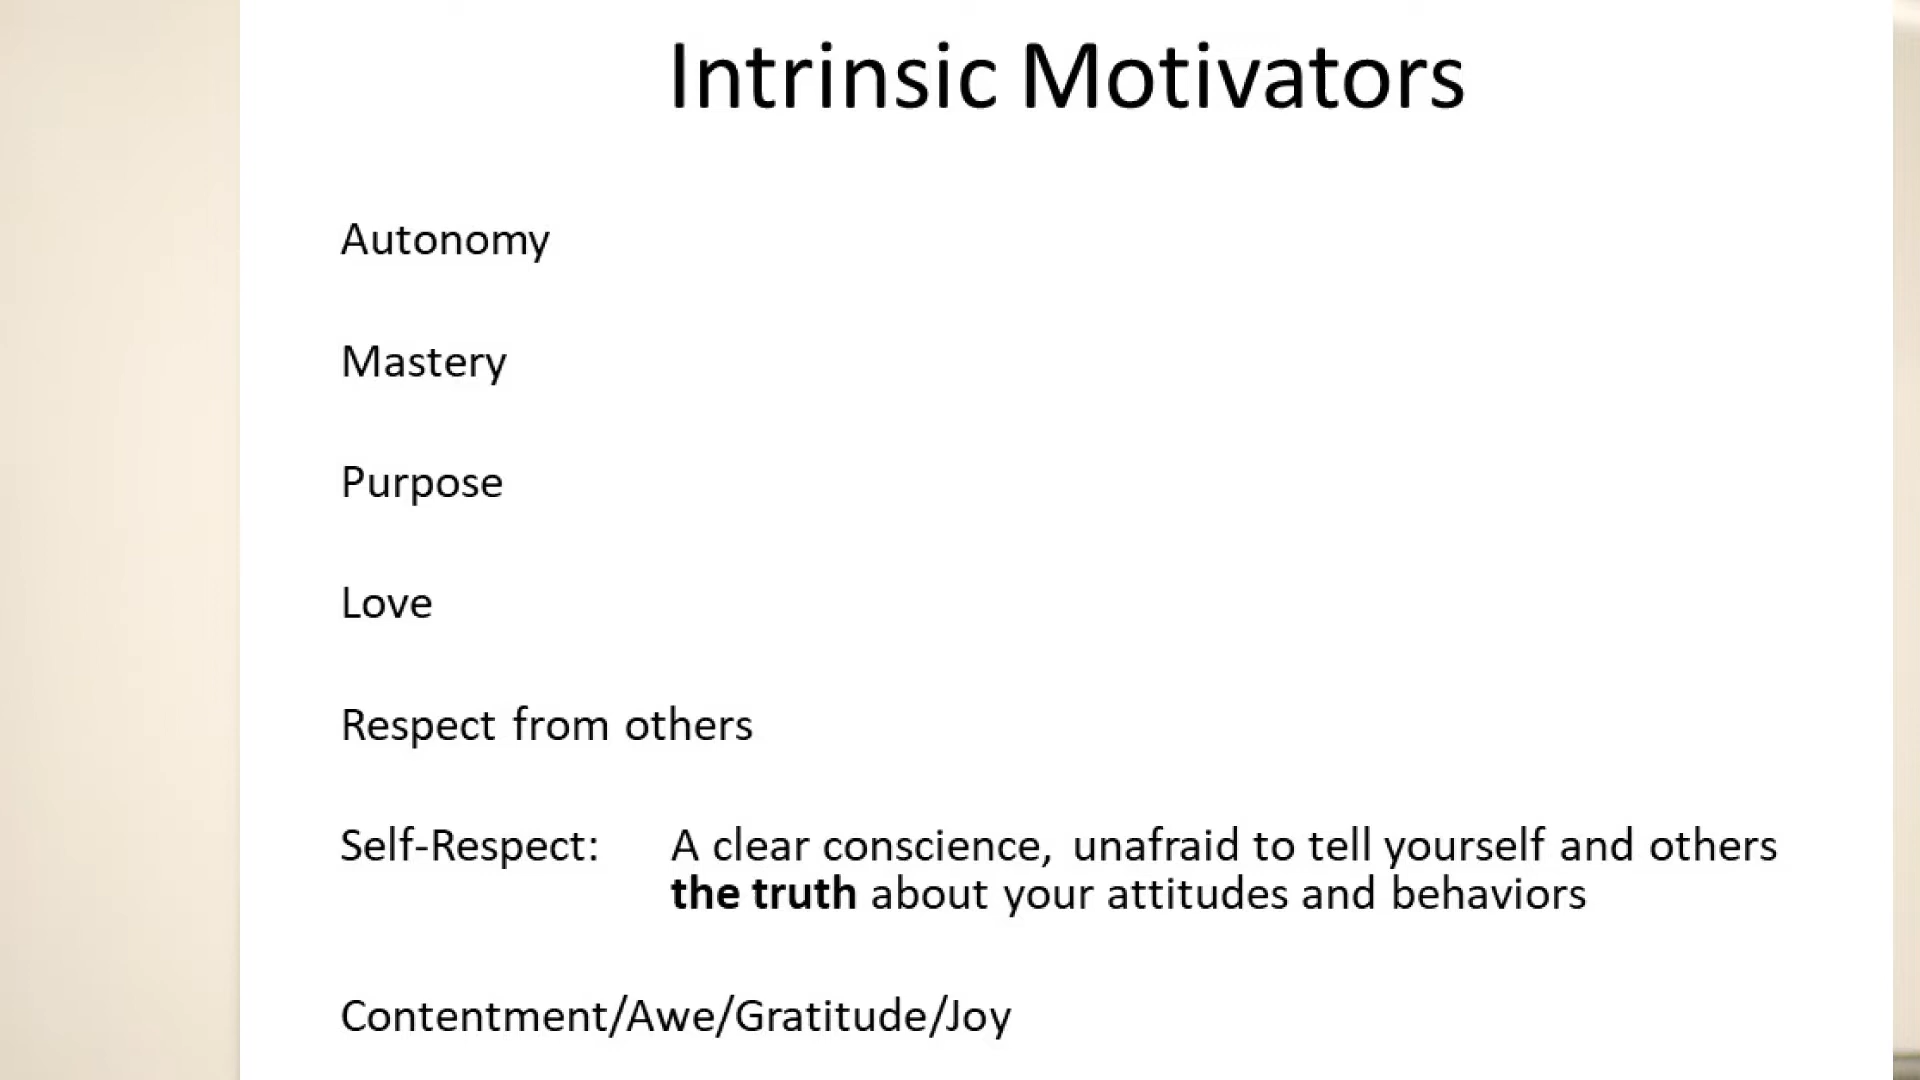 Intrinsic Motivators
Autonomy
Mastery
Purpose
Love
Respect from others
Self-Respect: A clear conscience, unafraid to tell yourself and others
the truth about your attitudes and behaviors
Contentment/Awe/Gratitude/Joy